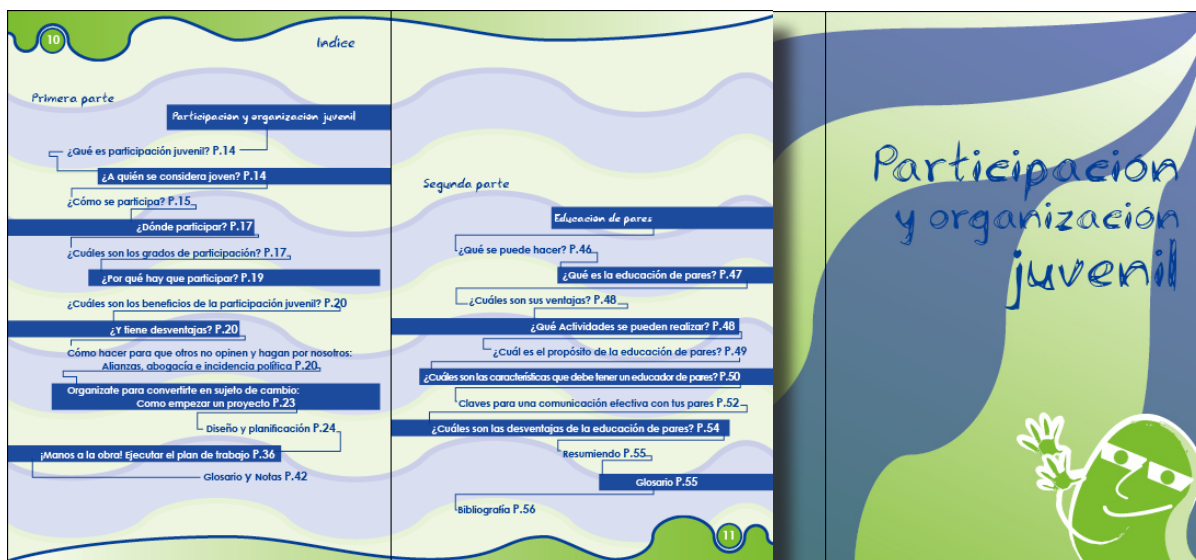 10
Indice
Primera parte
Participacion y organizacion juvenil
¿Qué es participación juvenil? P.14
¿A quién se considera joven? P.14
¿Cómo se participa? P.15
¿Dónde participar? P.17
¿Cuáles son los grados de participación? P.17
¿Por qué hay que participar? P.19
¿Cuáles son los beneficios de la participación juvenil? P.20
¿Y tiene desventajas? P.20
Cómo hacer para que otros no opinen y hagan por nosotros:
Alianzas, abogacía e incidencia política P.20
Organizate para convertirte en sujeto de cambio:
Como empezar un proyecto P.23
Diseño y planificación P.24
¡Manos a la obra! Ejecutar el plan de trabajo P.36
Glosario y Notas P.42
Segunda parte
Educacion de pares
¿Qué se puede hacer? P.46
¿Qué es la educación de pares? P.47
¿Cuáles son sus ventajas? P.48
¿Qué Actividades se pueden realizar? P.48
¿Cuál es el propósito de la educación de pares? P.49
¿Cuáles son las características que debe tener un educador de pares? P.50
Claves para una comunicación efectiva con tus pares P.52
¿Cuáles son las desventajas de la educación de pares? P.54
Resumiendo P.55
Glosario P.55
Bibliografía P.56
11
Participación
y organización
juvenil